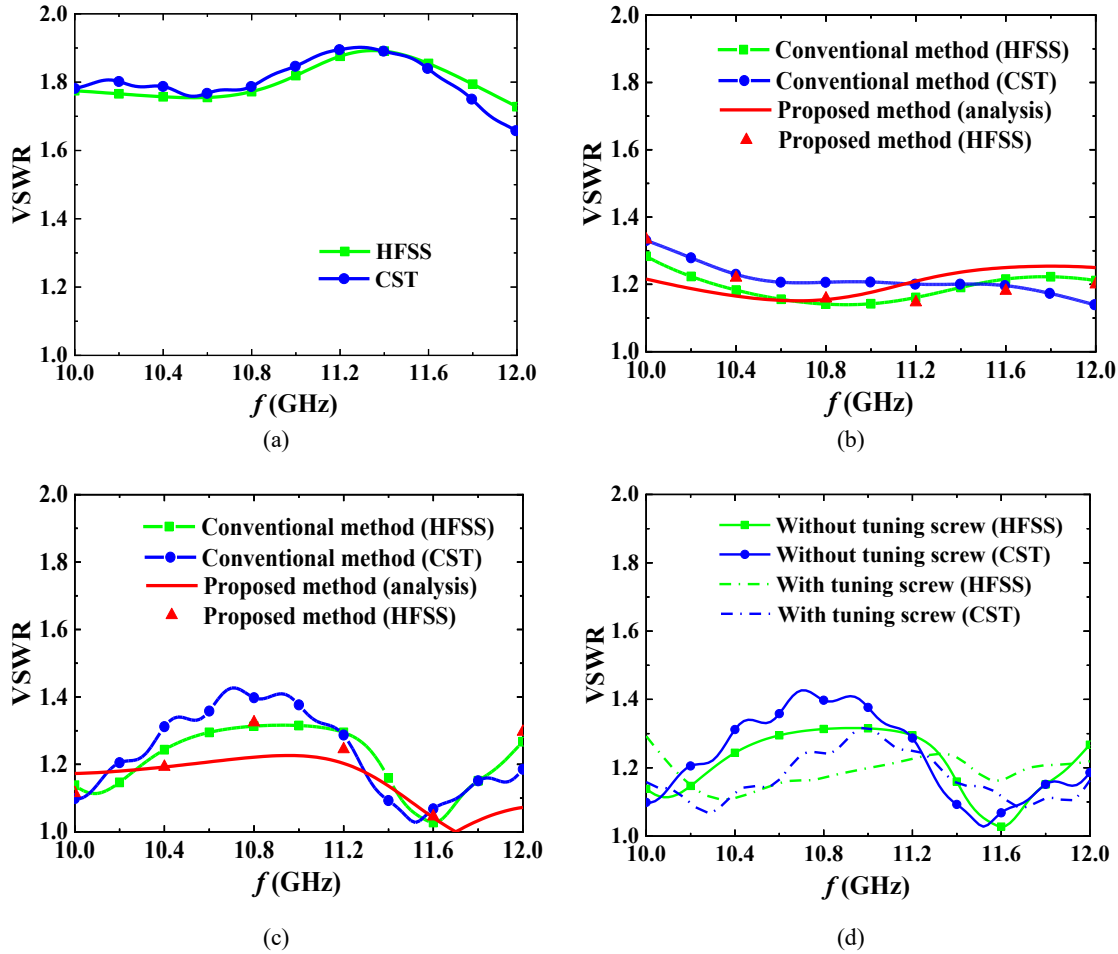 2.0
1.8
1.6
1.4
1.2
1.0
VSWR
HFSS
CST
10.0 10.4 10.8 11.2 11.6 12.0
f (GHz)
(a)
2.0
1.8
1.6
1.4
1.2
1.0
VSWR
Conventional method (HFSS)
Conventional method (CST)
Proposed method (analysis)
Proposed method (HFSS)
10.0 10.4 10.8 11.2 11.6 12.0
f (GHz)
(b)
2.0
1.8
1.6
1.4
1.2
1.0
VSWR
Conventional method (HFSS)
Conventional method (CST)
Proposed method (analysis)
Proposed method (HFSS)
10.0 10.4 10.8 11.2 11.6 12.0
f (GHz)
(c)
2.0
1.8
1.6
1.4
1.2
1.0
VSWR
Without tuning screw (HFSS)
Without tuning screw (CST)
With tuning screw (HFSS)
With tuning screw (CST)
10.0 10.4 10.8 11.2 11.6 12.0
f (GHz)
(d)